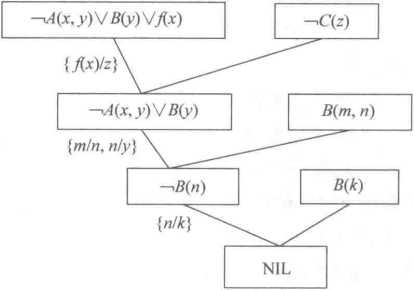 ¬A(x, y)∨B(y)∨f(x)
¬C(z)
{ f(x)/z}
¬A(x, y)∨B(y)
B(m, n)
{m/n, n/y}
¬B(n)
B(k)
{n/k}
NIL